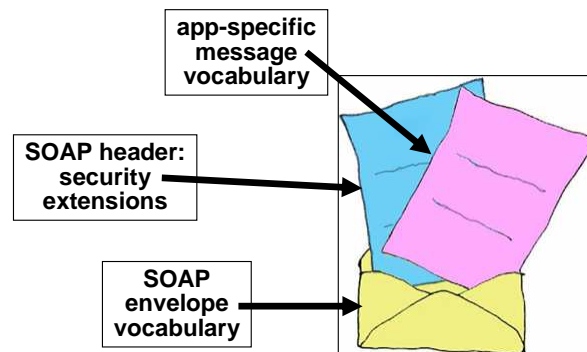 app-specific
message
vocabulary
SOAP header:
security
extensions
SOAP
envelope
vocabulary